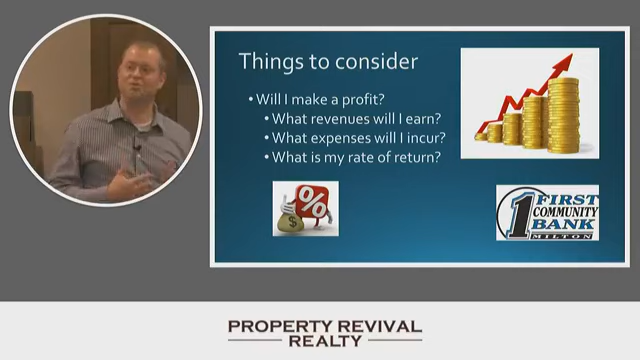 Things to consider
• Will I make a profit?
• What revenues will I earn?
• What expenses will I incur?
• What is my rate of return?
%
$
1 FIRST
COMMUNITY
BANK
MILTON
PROPERTY REVIVAL
REALTY